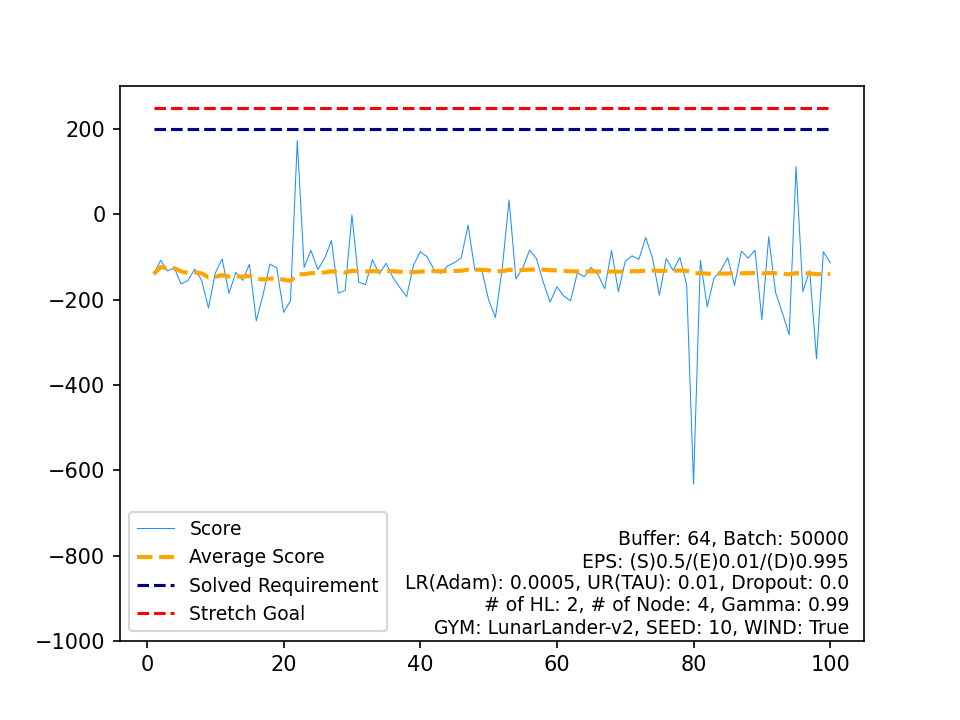 200
0
−200
−400
−600
−800
−1000
Score
Average Score
Solved Requirement
Stretch Goal
Buffer: 64, Batch: 50000
EPS: (S)0.5/(E)0.01/(D)0.995
LR(Adam): 0.0005, UR(TAU): 0.01, Dropout: 0.0
# of HL: 2, # of Node: 4, Gamma: 0.99
GYM: LunarLander-v2, SEED: 10, WIND: True
0 20 40 60 80 100